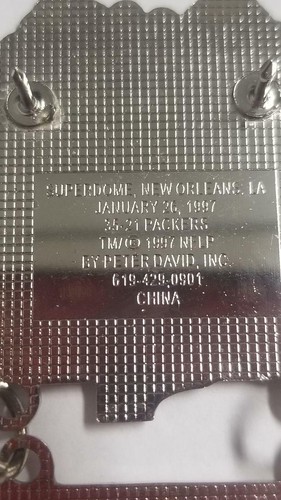 SUPERDOME, NEW ORLEANS, LA
JANUARY 26, 1997
35-21 PACKERS
TM/© 1997 NFLP
BY PETER DAVID, INC.
619-429-0901
CHINA